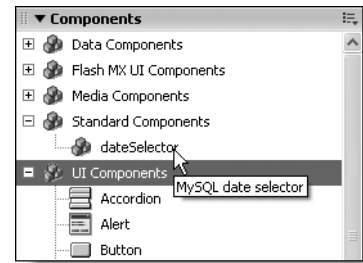 Components
Data Components
Flash MX UI Components
Media Components
Standard Components
dateSelector
UI Components
MySQL date selector
Accordion
Alert
Button